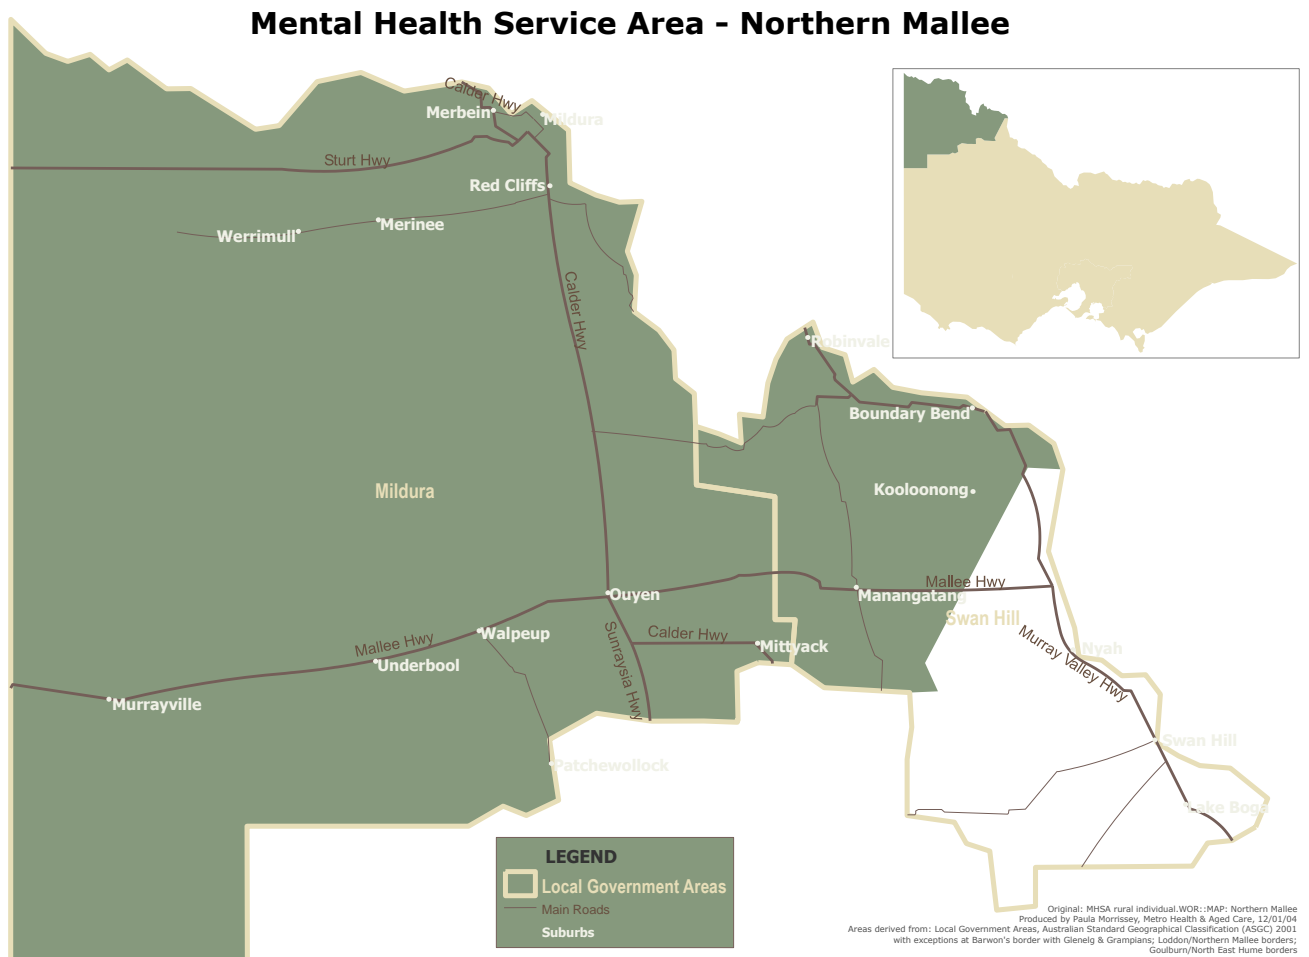 Mental Health Service Area - Northern Mallee
Calder Hwy
Merbein
Mildura
Sturt Hwy
Red Cliffs
Merinee
Werrimull
Calder Hwy
Robinvale
Boundary Bend
Mildura
Kooloonong
Mallee Hwy
Ouyen
Manangatang
Swan Hill
Walpeup
Calder Hwy
Mittyack
Murray Valley Hwy
Nyah
Mallee Hwy
Underbool
Sunraysia Hwy
Murrayville
Swan Hill
Patchewollock
Lake Boga
LEGEND
Local Government Areas
Main Roads
Suburbs
Original: MHSA rural individual.WOR::MAP: Northern Mallee
Produced by Paula Morrissey, Metro Health & Aged Care, 12/01/04
Areas derived from: Local Government Areas, Australian Standard Geographical Classification (ASGC) 2001
with exceptions at Barwon's border with Glenelg & Grampians; Loddon/Northern Mallee borders;
Goulburn/North East Hume borders